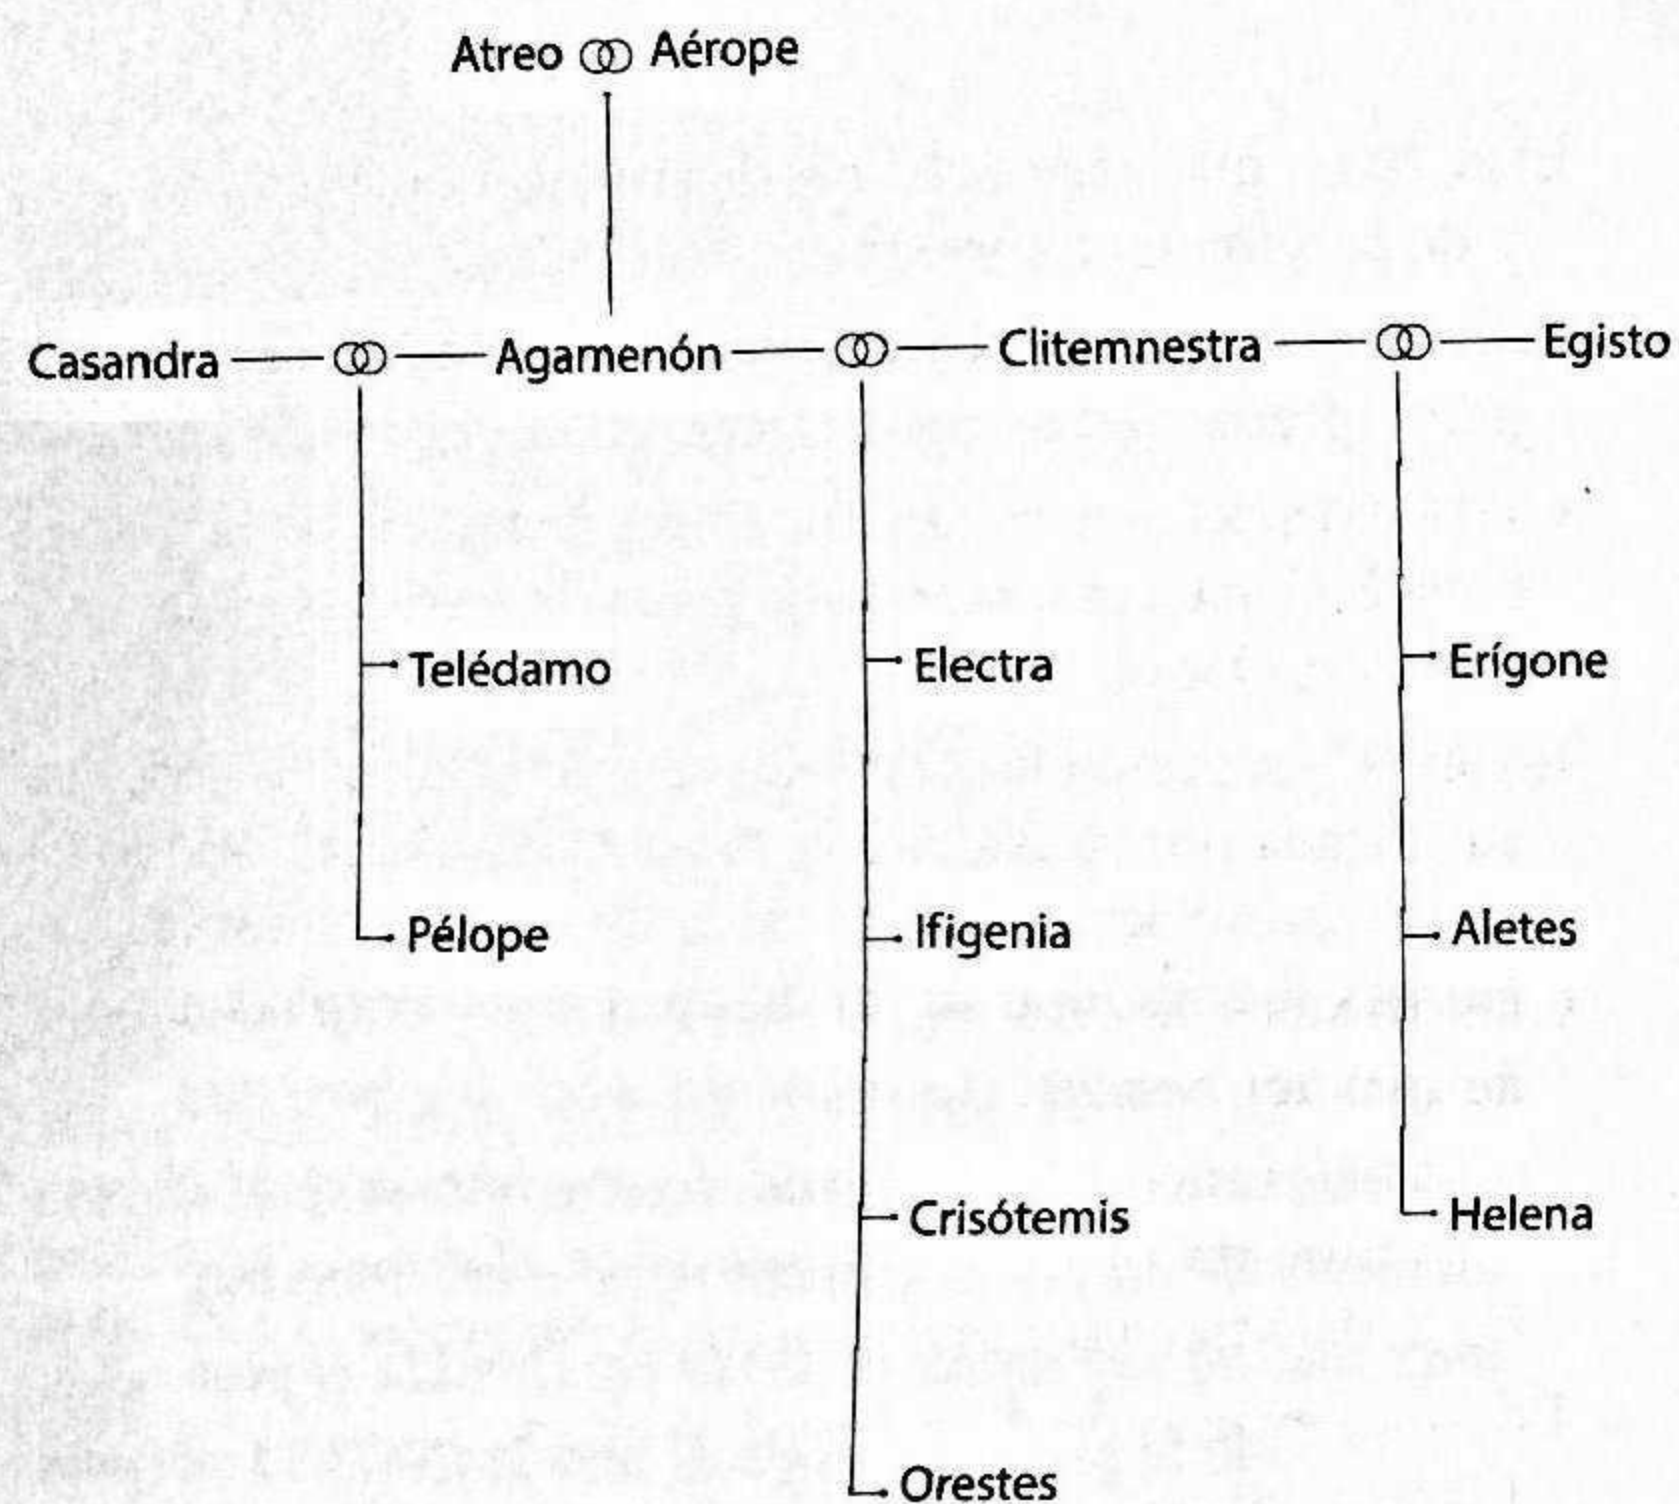 Atreo Aérope
Casandra Agamenón Clitemnestra Egisto
Telédamo Electra Erígone
Pélope Ifigenia Aletes
Crisótemis Helena
Orestes